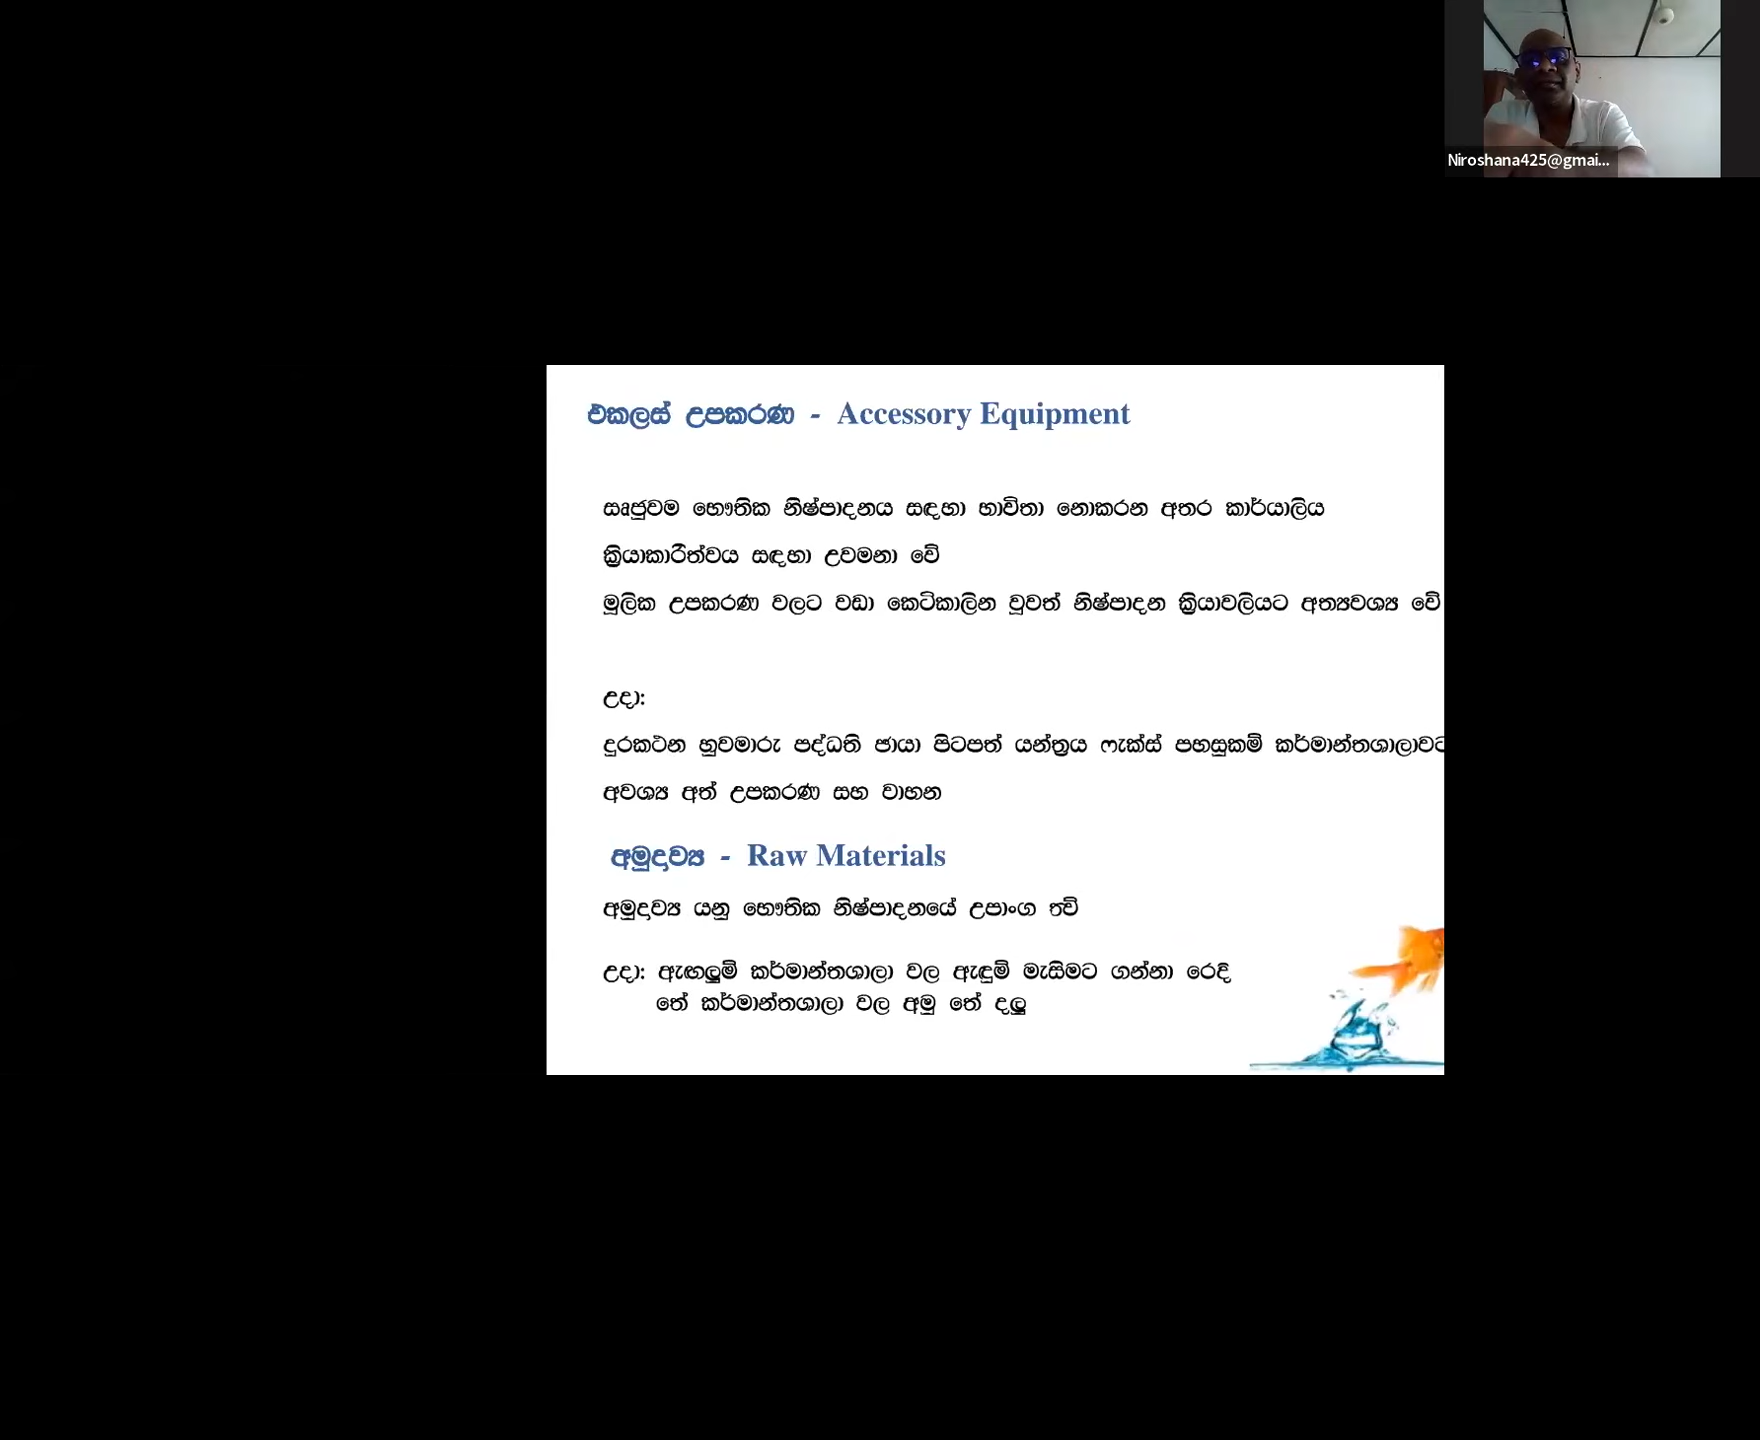 Niroshana425@gmai...
එකලස් උපකරණ - Accessory Equipment
සෘජුවම භෞතික නිෂ්පාදනය සඳහා භාවිතා නොකරන අතර කාර්යාලිය
ක්‍රියාකාරීත්වය සඳහා උවමනා වේ
මූලික උපකරණ වලට වඩා කෙටිකාලින වූවත් නිෂ්පාදන ක්‍රියාවලියට අත්‍යවශ්‍ය වේ
උදා:
දුරකථන හුවමාරු පද්ධති ජායා පිටපත් යන්ත්‍රය ෆැක්ස් පහසුකම් කර්මාන්තශාලාවට
අවශ්‍ය අත් උපකරණ සහ වාහන
අමුද්‍රව්‍ය - Raw Materials
අමුද්‍රව්‍ය යනු භෞතික නිෂ්පාදනයේ උපාංග
උදා: ඇඟලුම් කර්මාන්තශාලා වල ඇඳුම් මැසිමට ගන්නා රෙදි
තේ කර්මාන්තශාලා වල අමු තේ දලු